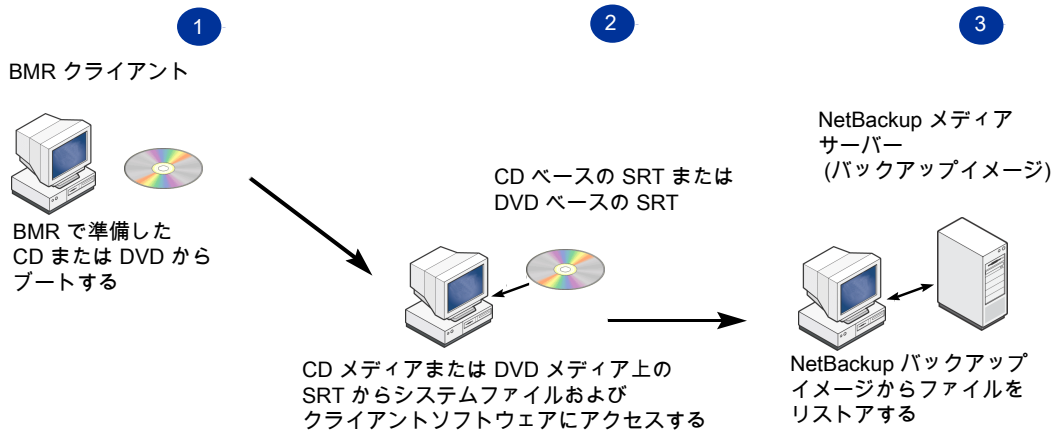 1
BMR クライアント
BMR で準備した
CD または DVD から
ブートする
2
CD ベースの SRT または
DVD ベースの SRT
CD メディアまたは DVD メディア上の
SRT からシステムファイルおよび
クライアントソフトウェアにアクセスする
3
NetBackup メディア
サーバー
(バックアップイメージ)
NetBackup バックアップ
イメージからファイルを
リストアする